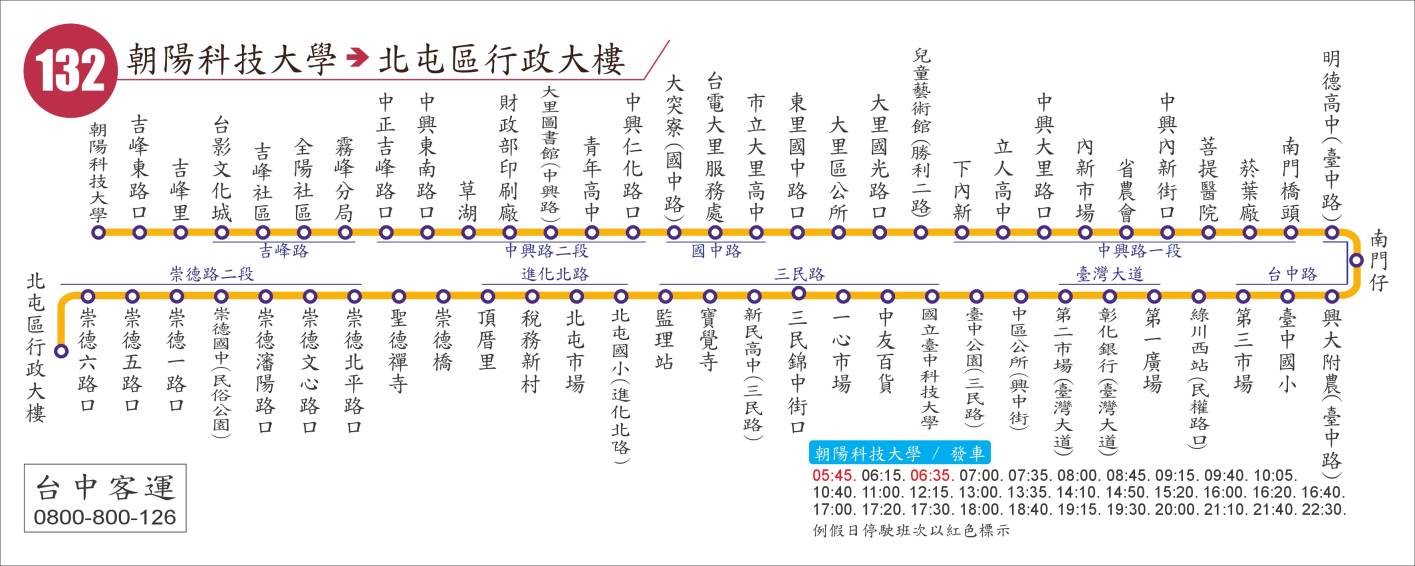 132
朝陽科技大學➔北屯區行政大樓
朝陽科技大學
吉峰東路口
吉峰里
台影文化城
吉峰社區
全陽社區
霧峰分局
中正吉峰路口
中興東南路口
草湖
財政部印刷廠
大里圖書館(中興路)
青年高中
中興仁化路口
大突寮(國中路)
台電大里服務處
市立大里高中
東里國中路口
大里區公所
大里國光路口
兒童藝術館(勝利二路)
下內新
立人高中
中興大里路口
內新市場
省農會
中興內新街口
菩提醫院
菸葉廠
南門橋頭
明德高中(臺中路)
吉峰路
中興路二段
國中路
中興路一段
南門仔
崇德路二段
進化北路
三民路
臺灣大道
台中路
北屯區行政大樓
崇德六路口
崇德五路口
崇德一路口
崇德國中(民俗公園)
崇德瀋陽路口
崇德文心路口
崇德北平路口
聖德禪寺
崇德橋
頂厝里
稅務新村
北屯市場
北屯國小(進化北路)
監理站
寶覺寺
新民高中(三民路)
三民錦中街口
一心市場
中友百貨
國立臺中科技大學
臺中公園(三民路)
中區公所(興中街)
第二市場(臺灣大道)
彰化銀行(臺灣大道)
第一廣場
綠川西站(民權路口)
第三市場
臺中國小
興大附農(臺中路)
朝陽科技大學 / 發車
05:45. 06:15. 06:35. 07:00. 07:35. 08:00. 08:45. 09:15. 09:40. 10:05.
10:40. 11:00. 12:15. 13:00. 13:35. 14:10. 14:50. 15:20. 16:00. 16:20. 16:40.
17:00. 17:20. 17:30. 18:00. 18:40. 19:15. 19:30. 20:00. 21:10. 21:40. 22:30.
例假日停駛班次以紅色標示
台中客運
0800-800-126